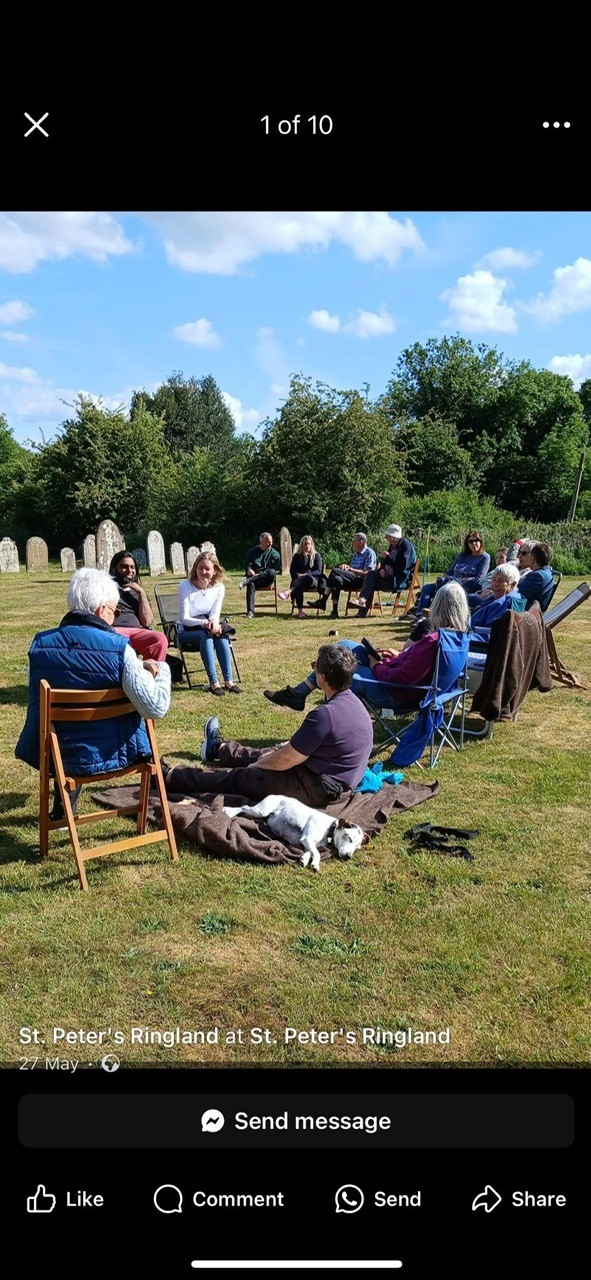 1 of 10
St. Peter's Ringland at St. Peter's Ringland
27 May ·
Send message
Like
Comment
Send
Share